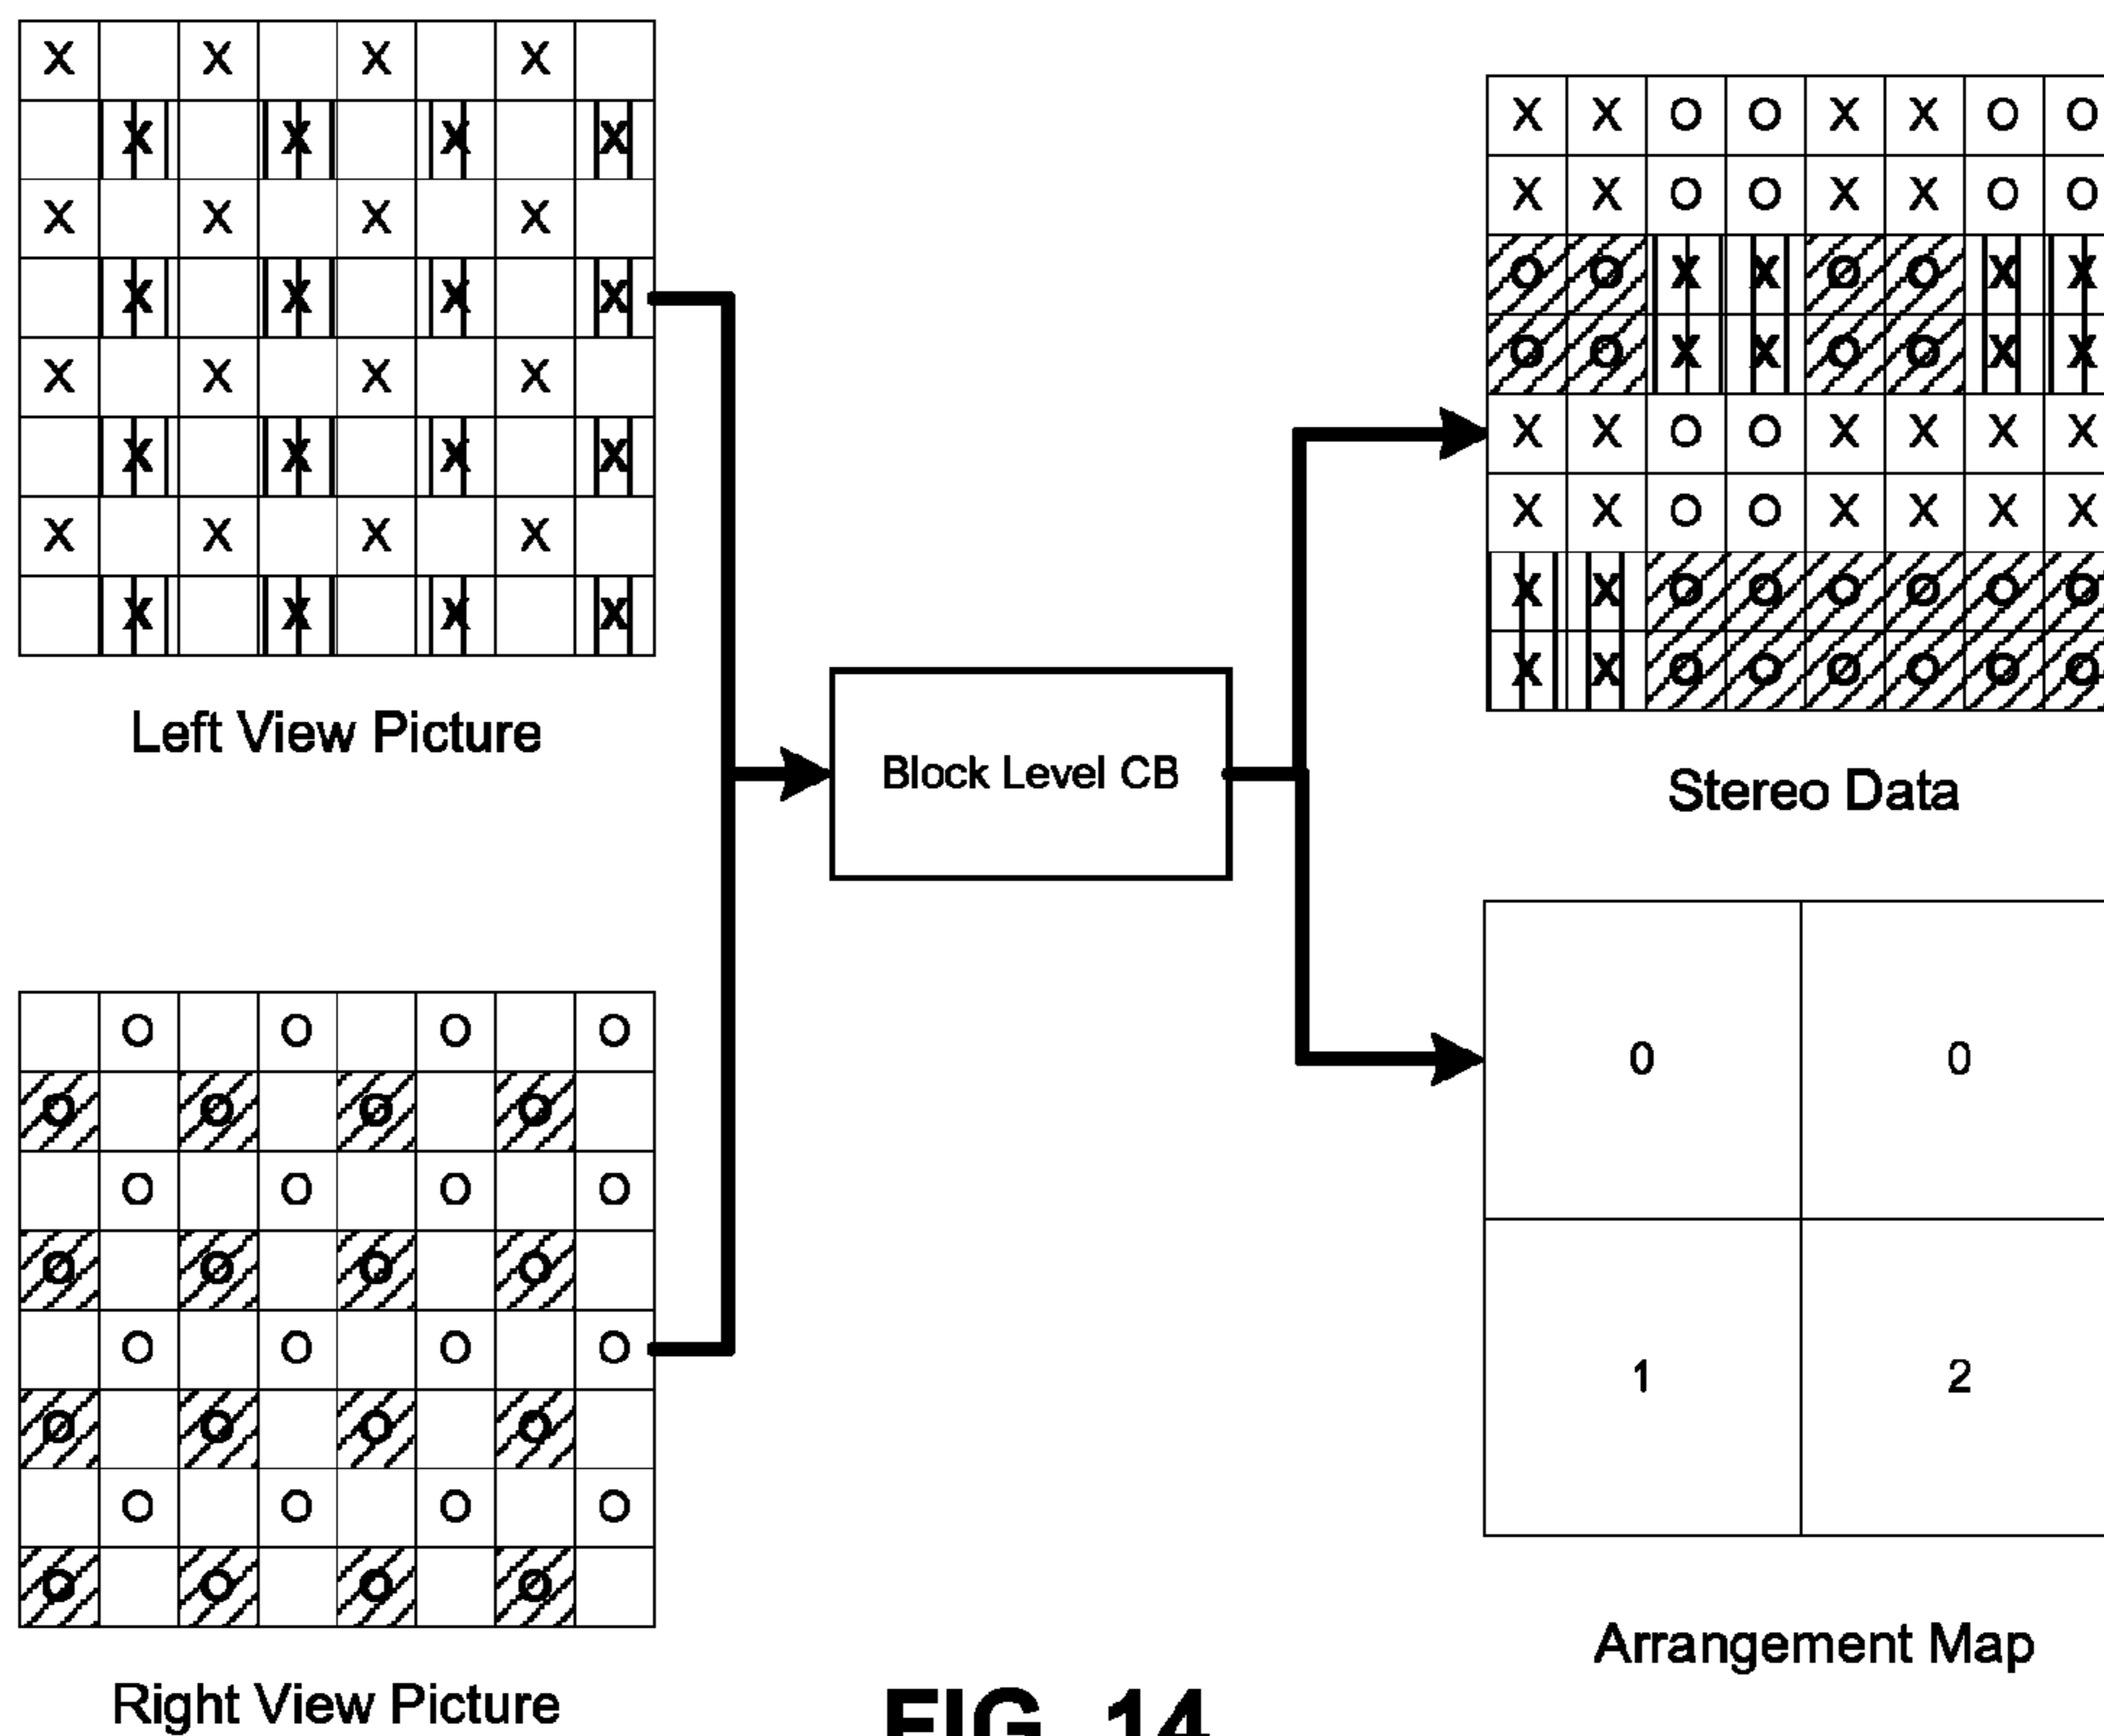 X X X X
X X X X
X X X X
X X X X
X X X X
X X X X
X X X X
X X X X
Left View Picture
O O O O
O O O O
O O O O
O O O O
O O O O
O O O O
O O O O
O O O O
Right View Picture
Block Level CB
X X O O X X O O
X X O O X X O O
O O X X O O X X
O O X X O O X X
X X O O X X X X
X X O O X X X X
X X O O O O O O
X X O O O O O O
Stereo Data
0 0
1 2
Arrangement Map
FIG. 14